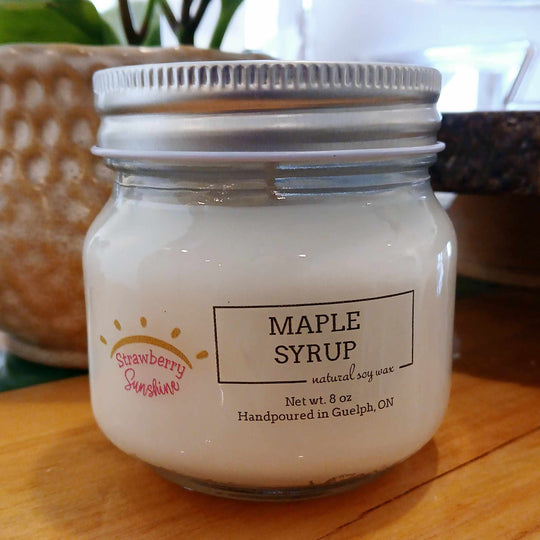 Strawberry
Sunshine
MAPLE
SYRUP
natural soy wax
Net wt. 8 oz
Handpoured in Guelph, ON